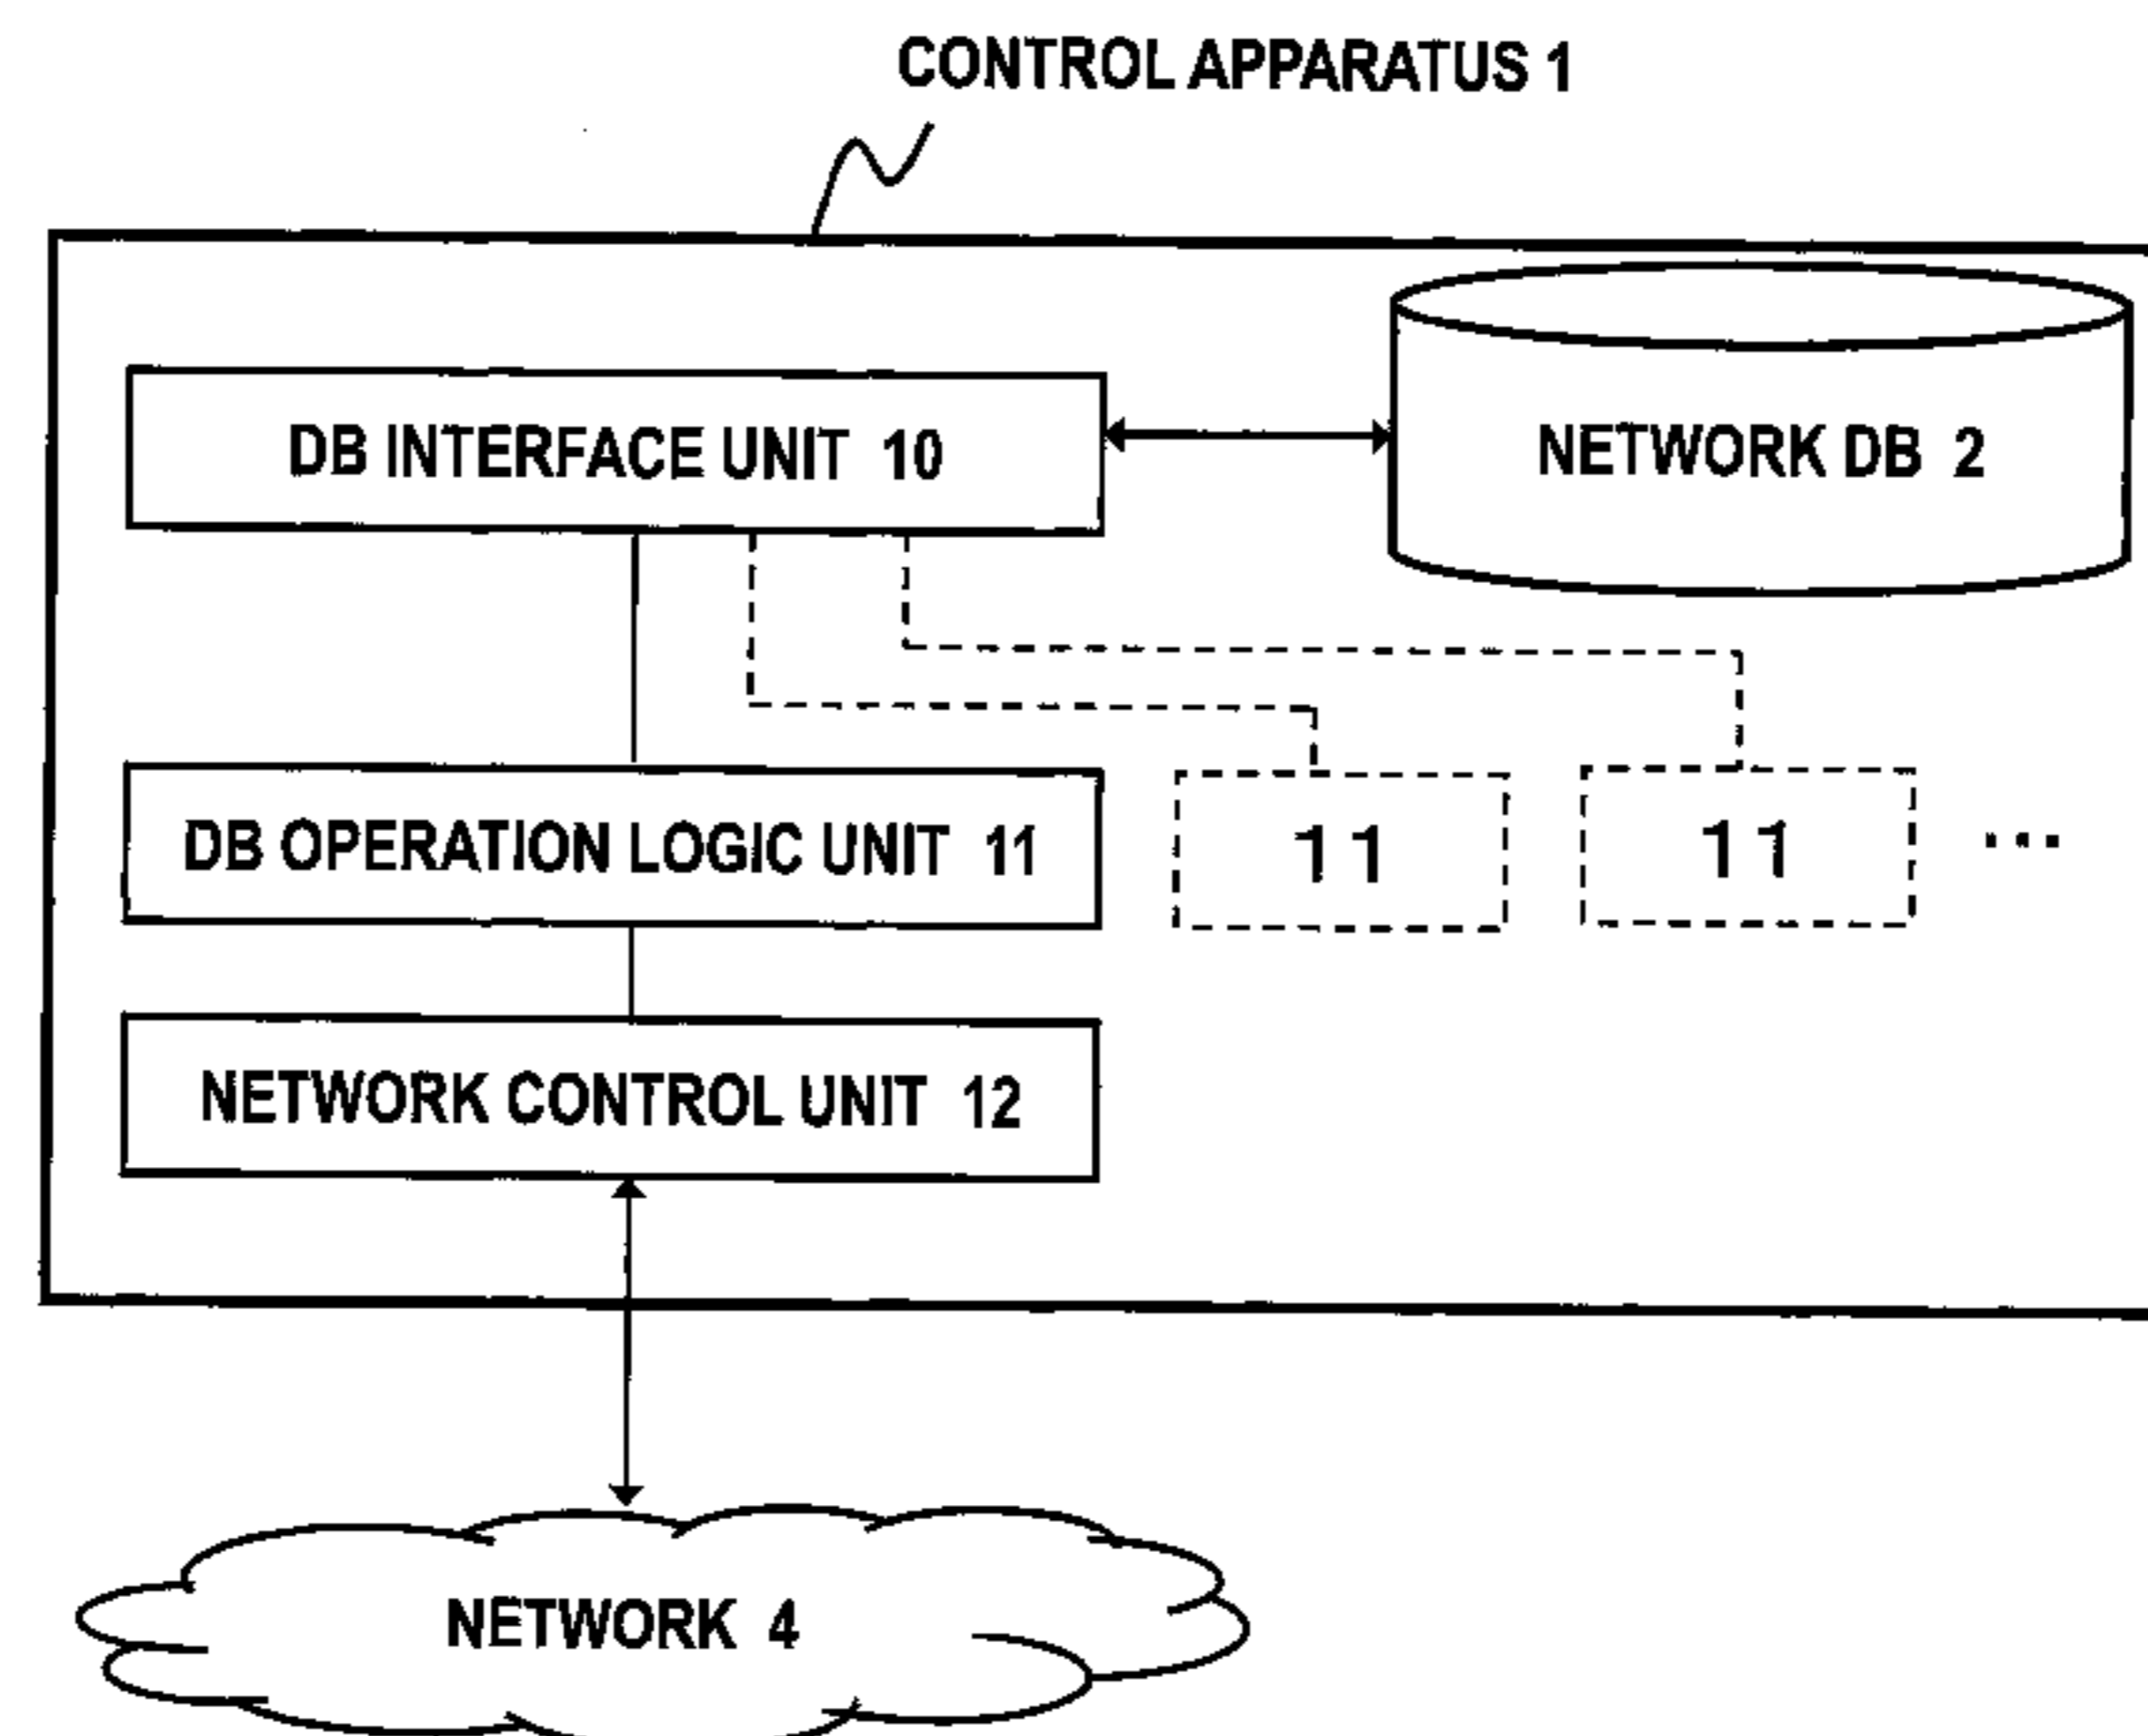 CONTROL APPARATUS 1
DB INTERFACE UNIT 10
NETWORK DB 2
DB OPERATION LOGIC UNIT 11
11
11
...
NETWORK CONTROL UNIT 12
NETWORK 4